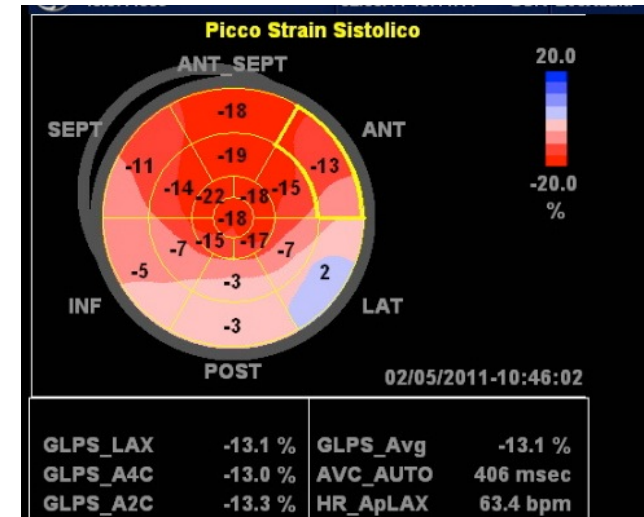 Picco Strain Sistolico
ANT_SEPT
20.0
-18
SEPT
ANT
-11
-19
-13
-20.0
%
-14
-22
-18
-15
-18
-7
-15
-17
-7
-5
-3
2
INF
LAT
-3
POST
02/05/2011-10:46:02
GLPS_LAX -13.1 % GLPS_Avg -13.1 %
GLPS_A4C -13.0 % AVC_AUTO 406 msec
GLPS_A2C -13.3 % HR_ApLAX 63.4 bpm